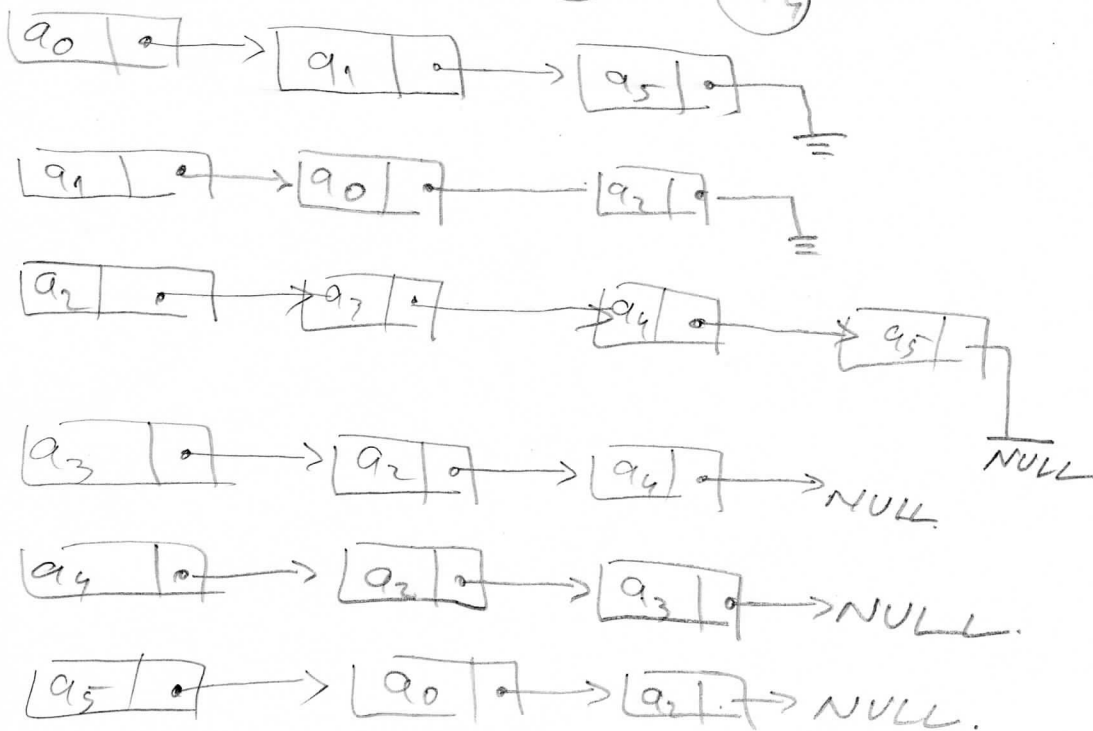 a₀ a₁ a₅
a₁ a₀ a₂
a₂ a₃ a₄ a₅
NULL
a₃ a₂ a₄ NULL.
a₄ a₂ a₃ NULL.
a₅ a₀ a₂ NULL.